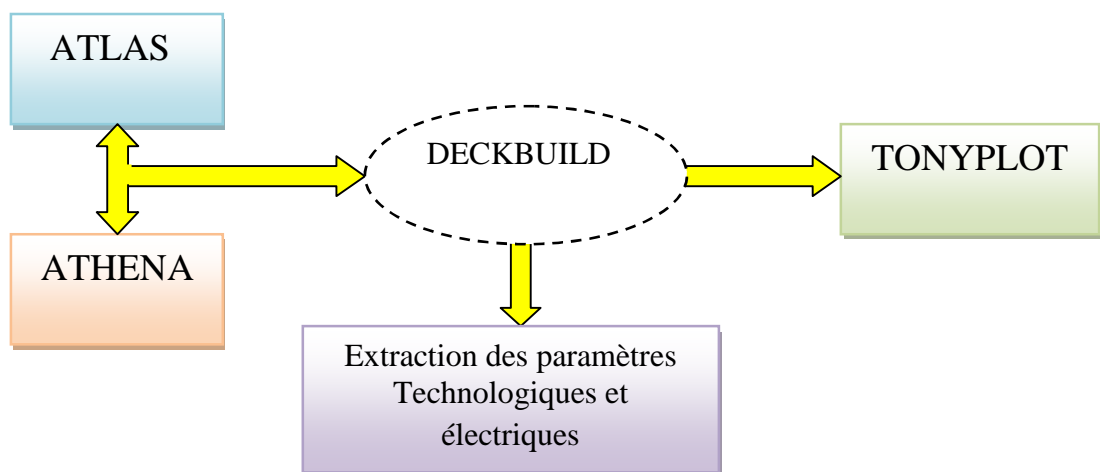 ATLAS
DECKBUILD
TONYPLOT
ATHENA
Extraction des paramètres
Technologiques et
électriques